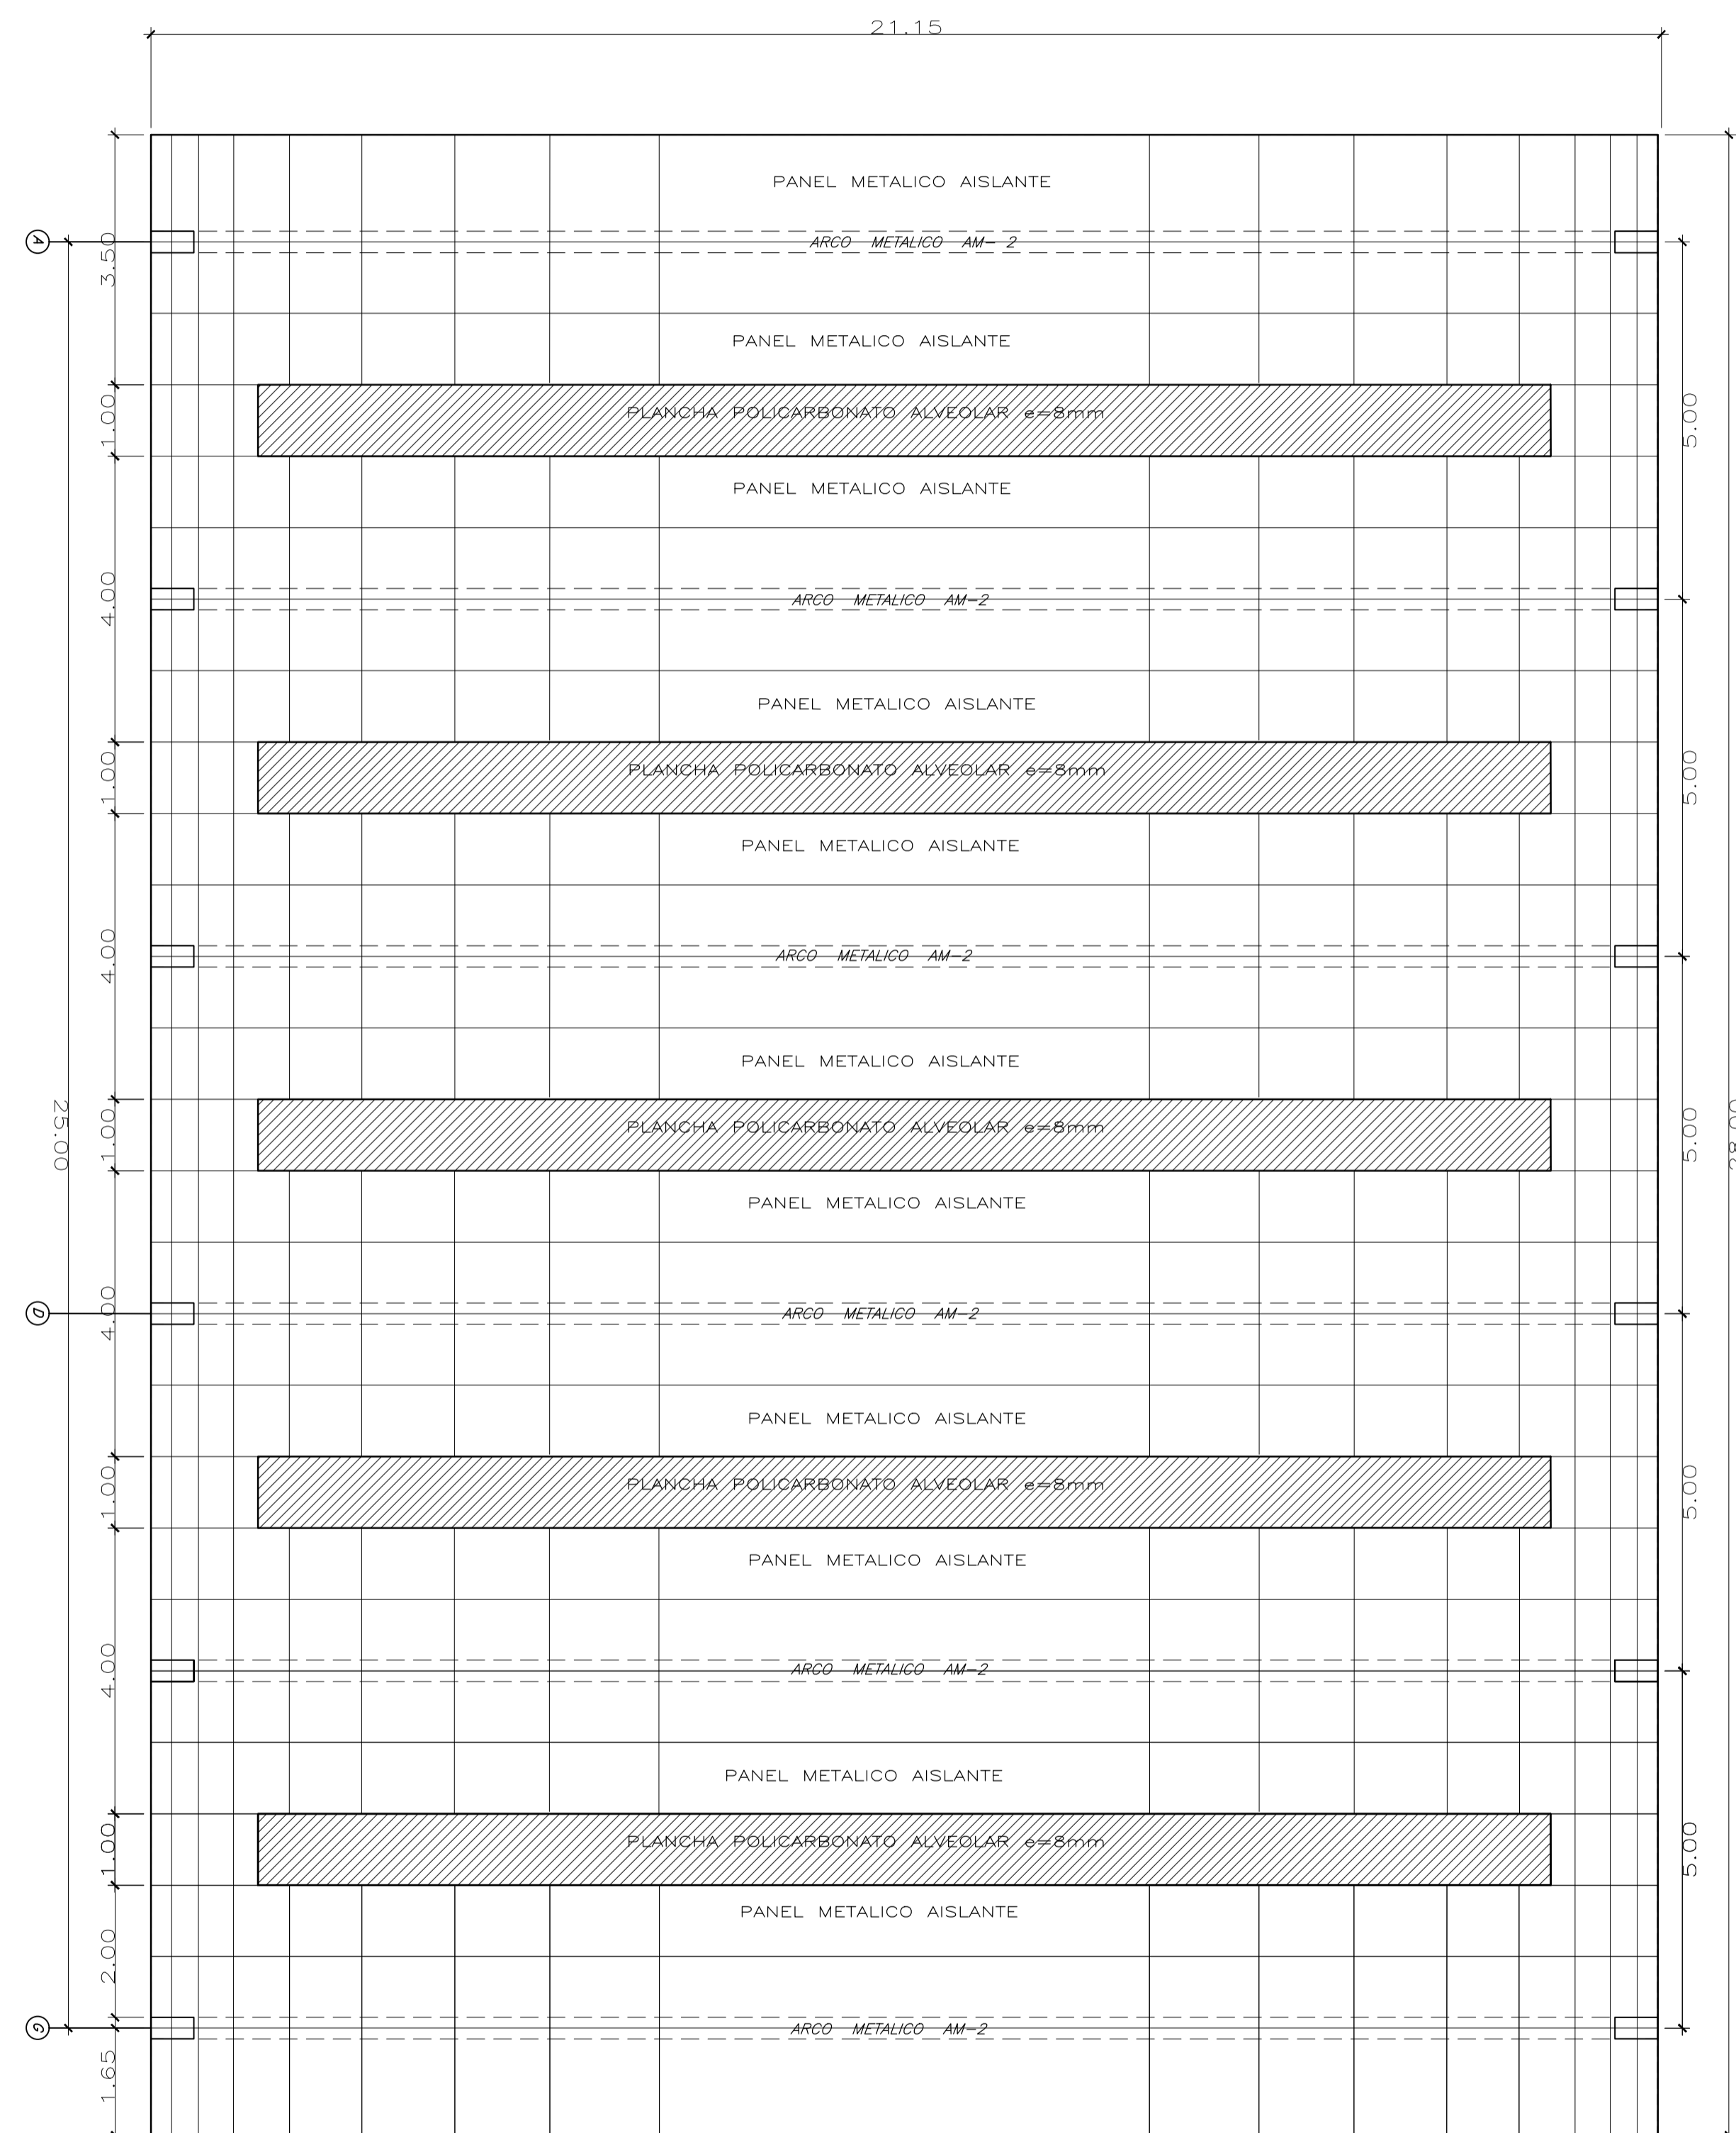 21.15
PANEL METALICO AISLANTE
A
3.50
ARCO METALICO AM- 2
PANEL METALICO AISLANTE
1.00
PLANCHA POLICARBONATO ALVEOLAR e=8mm
5.00
PANEL METALICO AISLANTE
4.00
ARCO METALICO AM-2
PANEL METALICO AISLANTE
1.00
PLANCHA POLICARBONATO ALVEOLAR e=8mm
5.00
PANEL METALICO AISLANTE
4.00
ARCO METALICO AM-2
PANEL METALICO AISLANTE
25.00
1.00
PLANCHA POLICARBONATO ALVEOLAR e=8mm
5.00
PANEL METALICO AISLANTE
D
4.00
ARCO METALICO AM-2
PANEL METALICO AISLANTE
1.00
PLANCHA POLICARBONATO ALVEOLAR e=8mm
5.00
PANEL METALICO AISLANTE
4.00
ARCO METALICO AM-2
PANEL METALICO AISLANTE
1.00
PLANCHA POLICARBONATO ALVEOLAR e=8mm
5.00
PANEL METALICO AISLANTE
2.00
G
ARCO METALICO AM-2
1.65